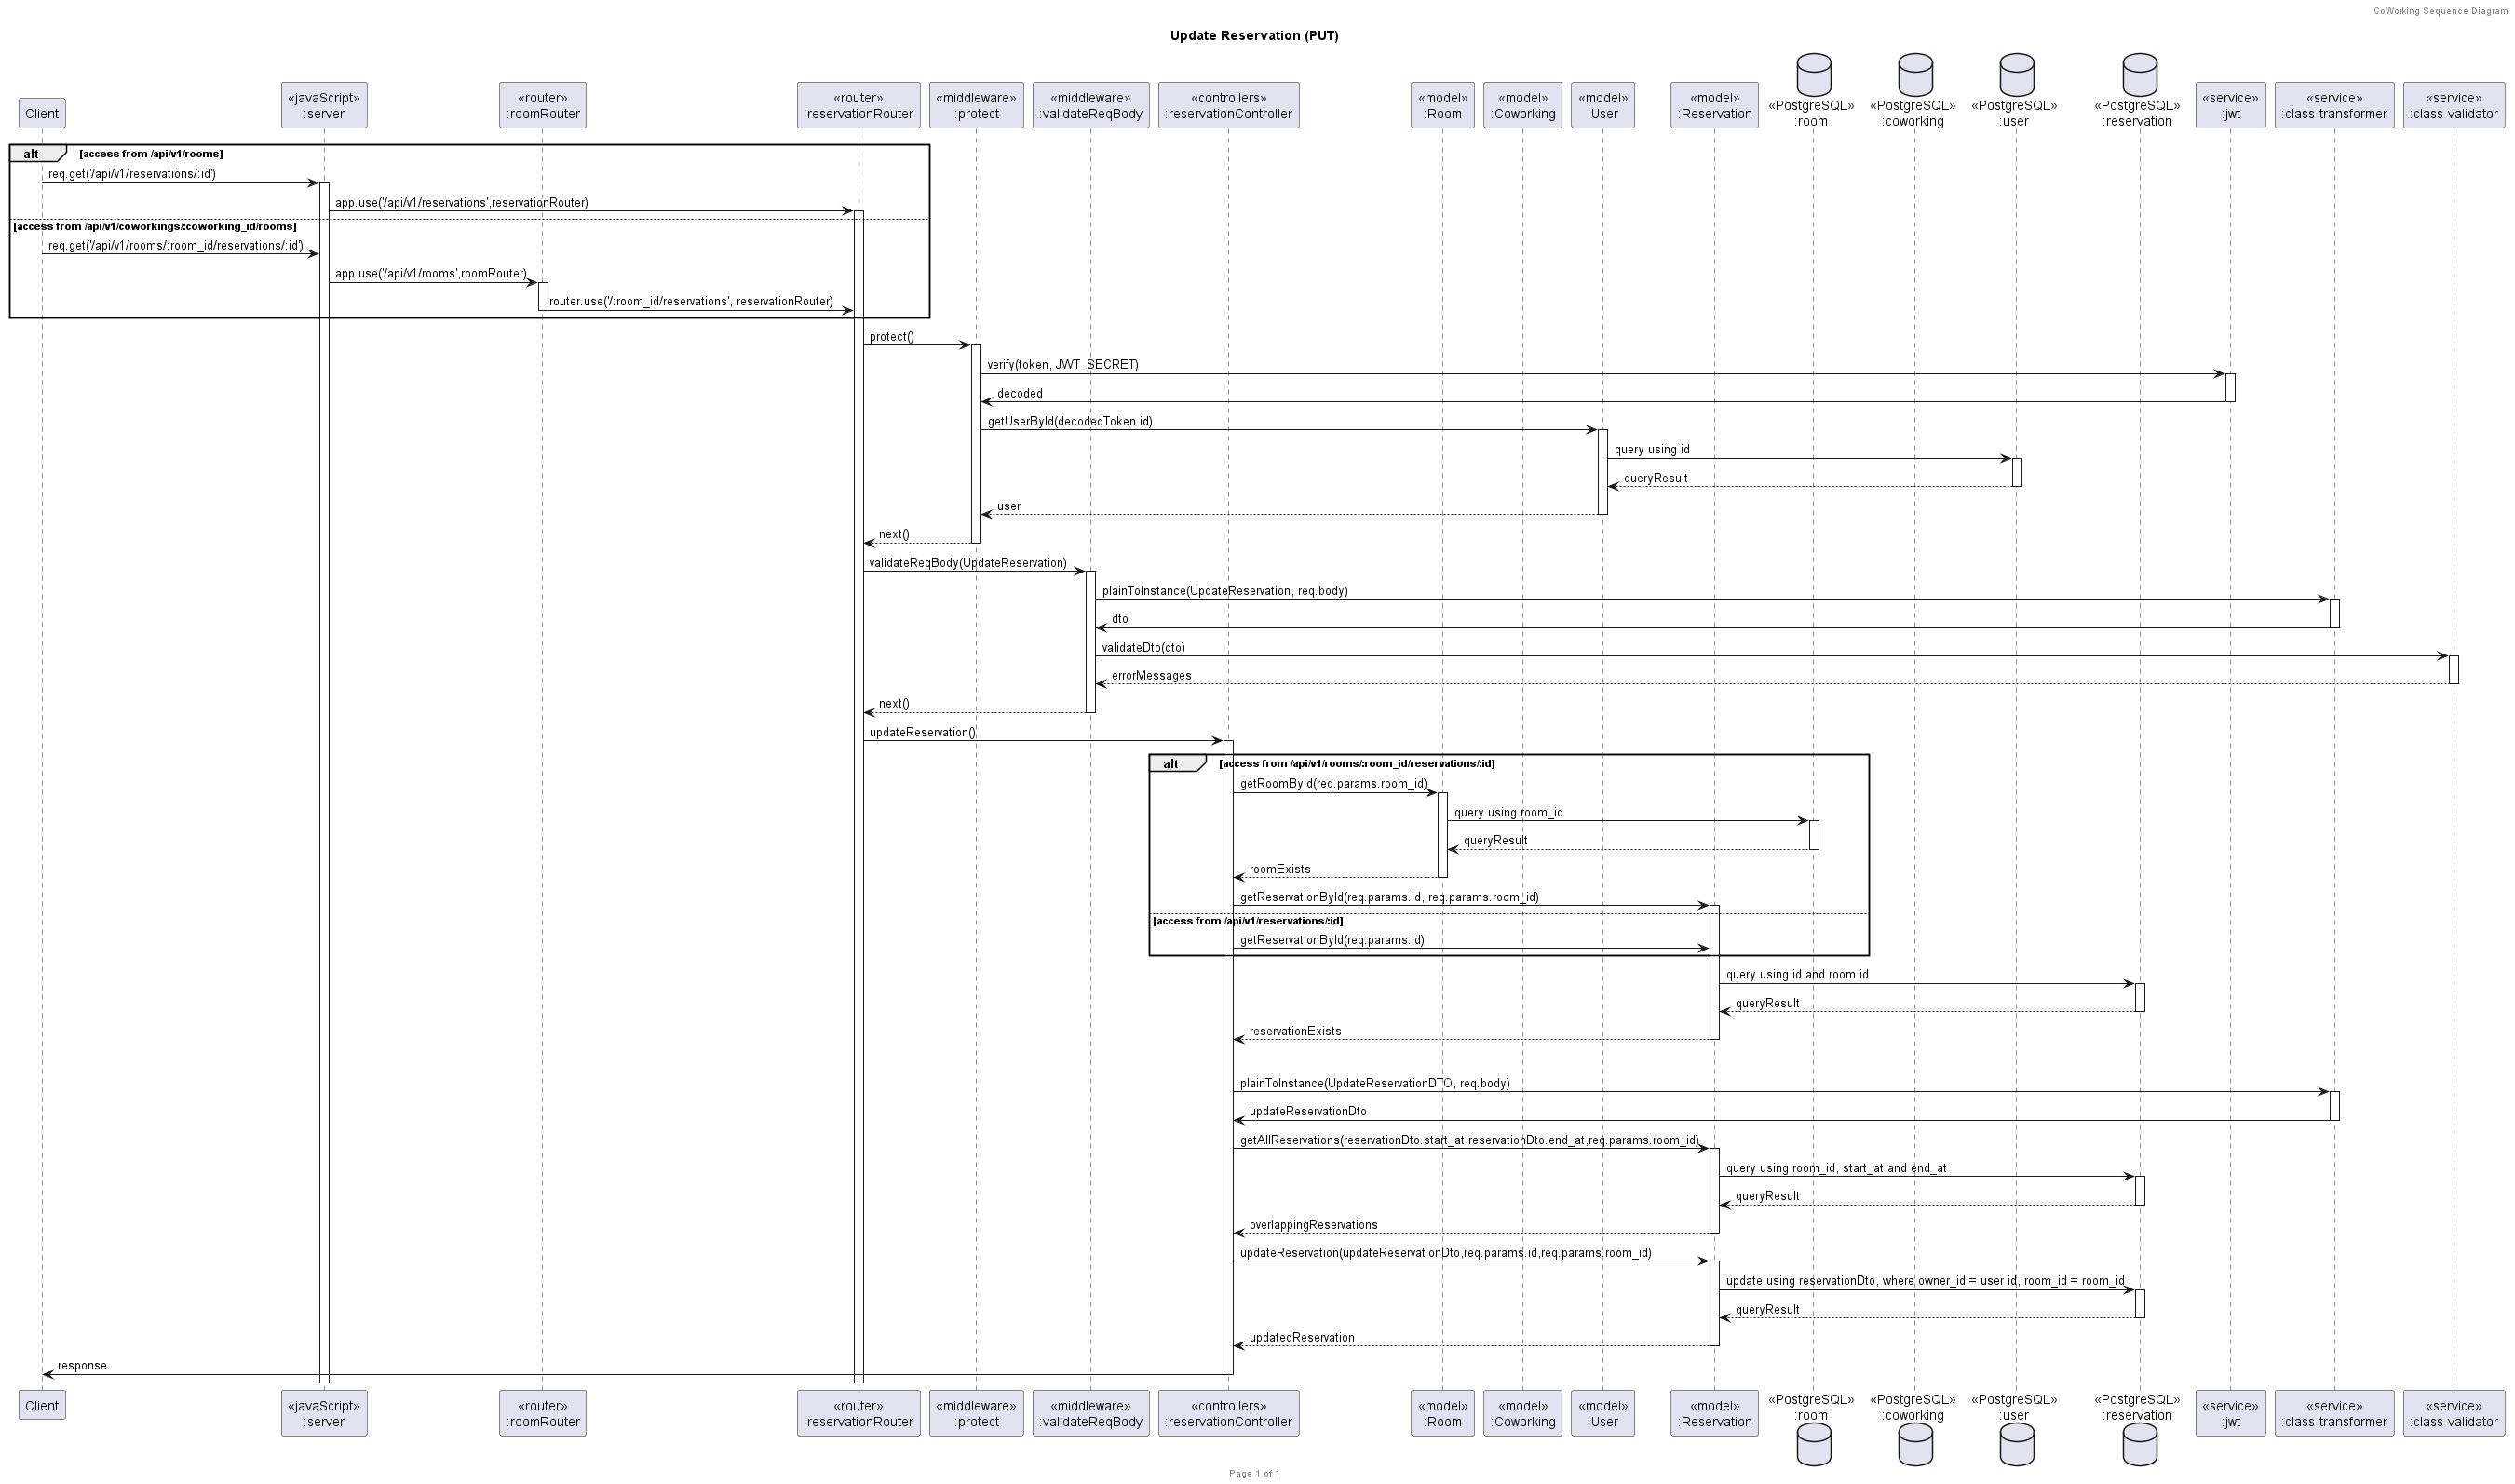 CoWorking Sequence Diagram
Update Reservation (PUT)
Client
«javaScript»
:server
«router»
:roomRouter
«router»
:reservationRouter
«middleware»
:protect
«middleware»
:validateReqBody
«controllers»
:reservationController
«model»
:Room
«model»
:Coworking
«model»
:User
«model»
:Reservation
«PostgreSQL»
:room
«PostgreSQL»
:coworking
«PostgreSQL»
:user
«PostgreSQL»
:reservation
«service»
:jwt
«service»
:class-transformer
«service»
:class-validator
alt [access from /api/v1/rooms]
req.get('/api/v1/reservations/:id')
app.use('/api/v1/reservations',reservationRouter)
[access from /api/v1/coworkings/:coworking_id/rooms]
req.get('/api/v1/rooms/:room_id/reservations/:id')
app.use('/api/v1/rooms',roomRouter)
router.use('/:room_id/reservations', reservationRouter)
protect()
verify(token, JWT_SECRET)
decoded
getUserById(decodedToken.id)
query using id
queryResult
user
next()
validateReqBody(UpdateReservation)
plainToInstance(UpdateReservation, req.body)
dto
validateDto(dto)
errorMessages
next()
updateReservation()
alt [access from /api/v1/rooms/:room_id/reservations/:id]
getRoomById(req.params.room_id)
query using room_id
queryResult
roomExists
getReservationById(req.params.id, req.params.room_id)
[access from /api/v1/reservations/:id]
getReservationById(req.params.id)
query using id and room id
queryResult
reservationExists
plainToInstance(UpdateReservationDTO, req.body)
updateReservationDto
getAllReservations(reservationDto.start_at,reservationDto.end_at,req.params.room_id)
query using room_id, start_at and end_at
queryResult
overlappingReservations
updateReservation(updateReservationDto,req.params.id,req.params.room_id)
update using reservationDto, where owner_id = user id, room_id = room_id
queryResult
updatedReservation
response
Client
«javaScript»
:server
«router»
:roomRouter
«router»
:reservationRouter
«middleware»
:protect
«middleware»
:validateReqBody
«controllers»
:reservationController
«model»
:Room
«model»
:Coworking
«model»
:User
«model»
:Reservation
«PostgreSQL»
:room
«PostgreSQL»
:coworking
«PostgreSQL»
:user
«PostgreSQL»
:reservation
«service»
:jwt
«service»
:class-transformer
«service»
:class-validator
Page 1 of 1